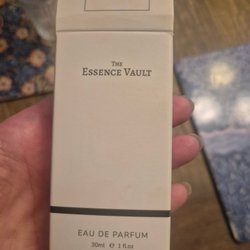 THE
ESSENCE VAULT
EAU DE PARFUM
30ml ℮ 1 fl.oz